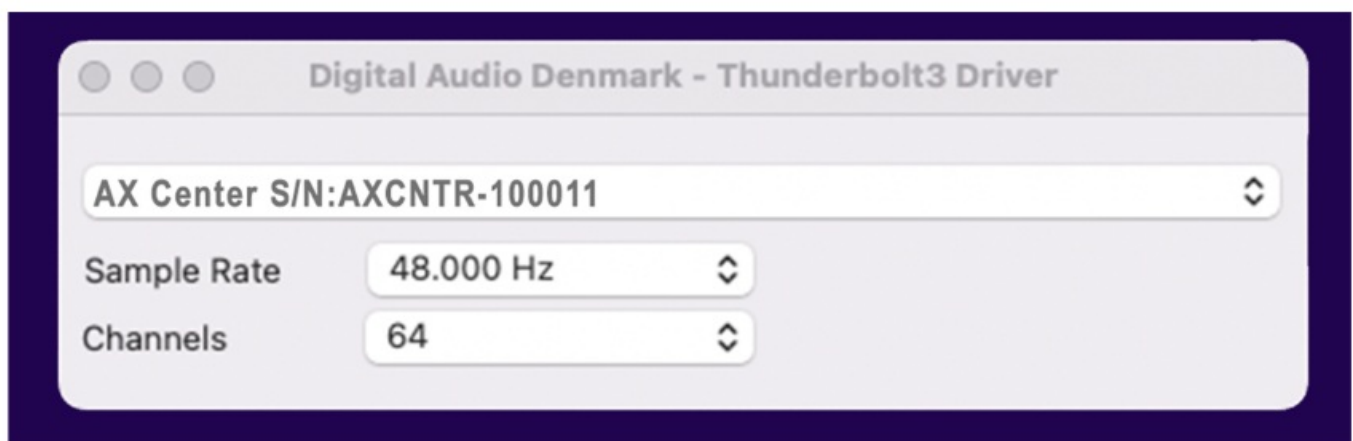 Digital Audio Denmark - Thunderbolt3 Driver
AX Center S/N:AXCNTR-100011
Sample Rate 48.000 Hz
Channels 64